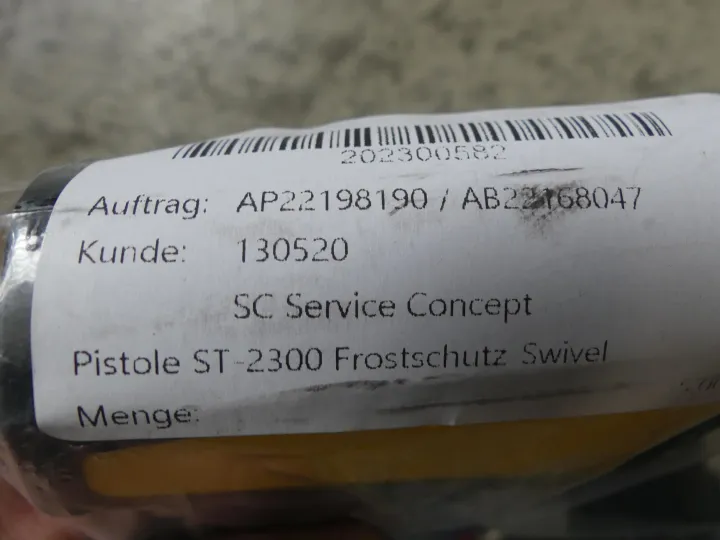 202300582
Auftrag: AP22198190 / AB22168047
Kunde: 130520
SC Service Concept
Pistole ST-2300 Frostschutz Swivel
Menge: